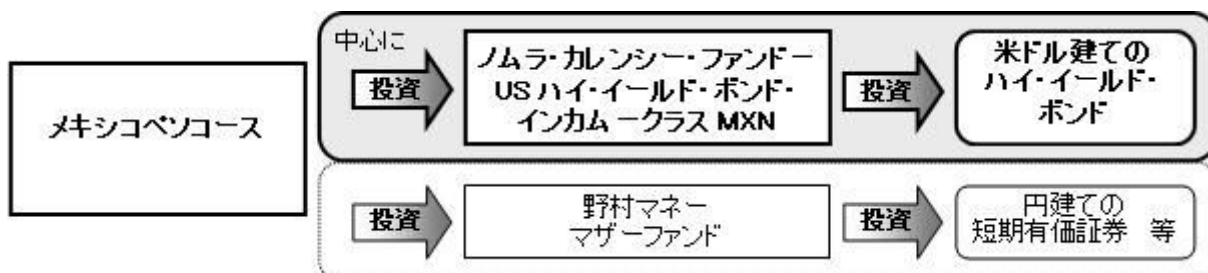 メキシコペソコース
中心に
投資
ノムラ・カレンシー・ファンド－
USハイ・イールド・ボンド・
インカム－クラス MXN
投資
米ドル建ての
ハイ・イールド・
ボンド
投資
野村マネー
マザーファンド
投資
円建ての
短期有価証券　等